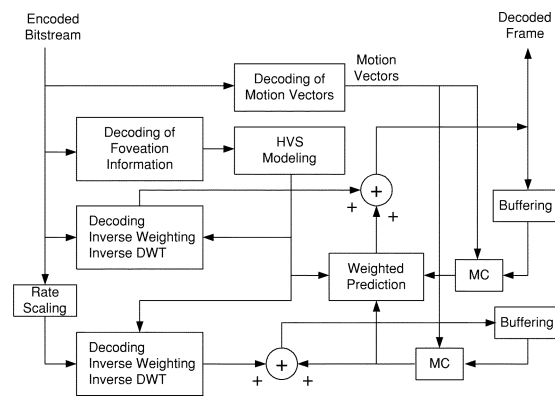 Encoded
Bitstream
Decoded
Frame
Decoding of
Motion Vectors
Motion
Vectors
Decoding of
Foveation
Information
HVS
Modeling
+
+
+
Buffering
Decoding
Inverse Weighting
Inverse DWT
Weighted
Prediction
MC
Rate
Scaling
Buffering
Decoding
Inverse Weighting
Inverse DWT
+
+
+
MC